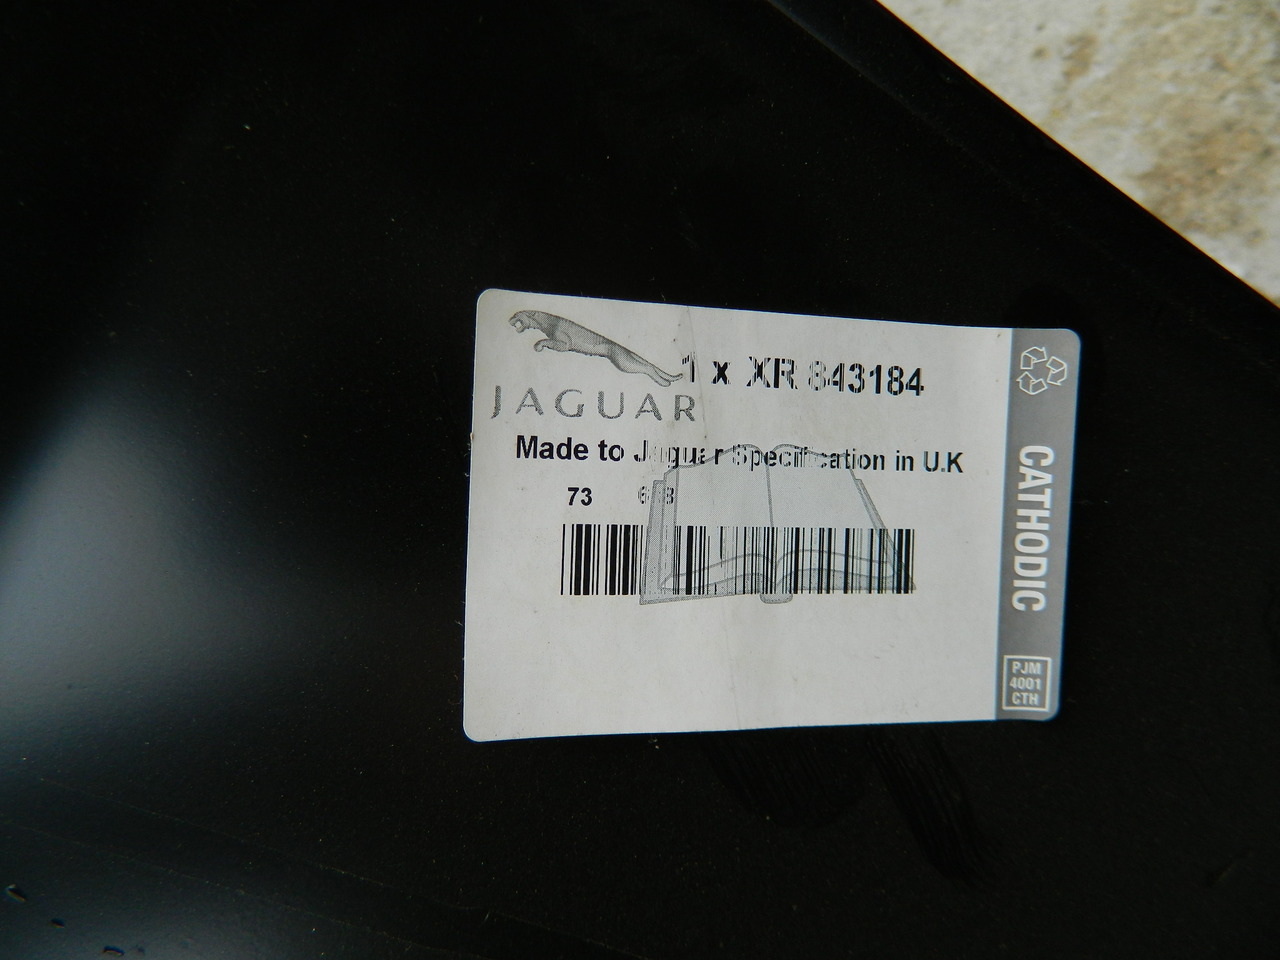 1 x XR 843184
JAGUAR
Made to Jaguar Specification in U.K
73
CATHODIC
PJM
4001
CTH